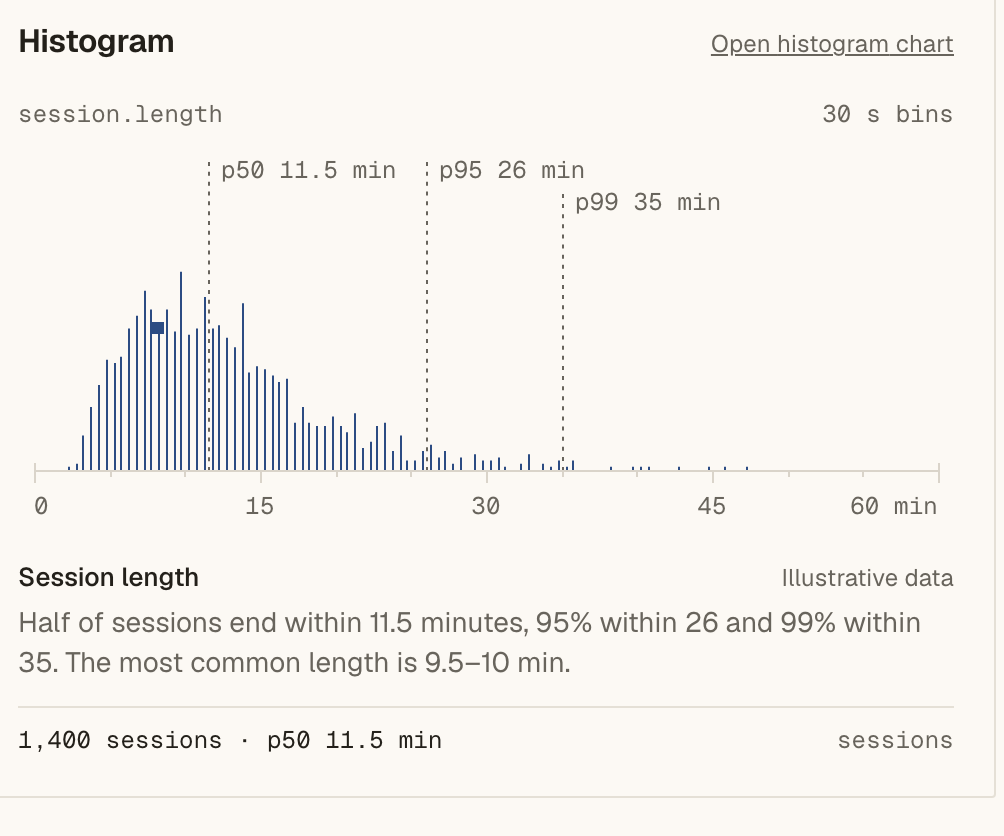 Histogram
Open histogram chart
session.length
30 s bins
p50 11.5 min
p95 26 min
p99 35 min
0
15
30
45
60 min
Session length
Illustrative data
Half of sessions end within 11.5 minutes, 95% within 26 and 99% within
35. The most common length is 9.5–10 min.
1,400 sessions · p50 11.5 min
sessions